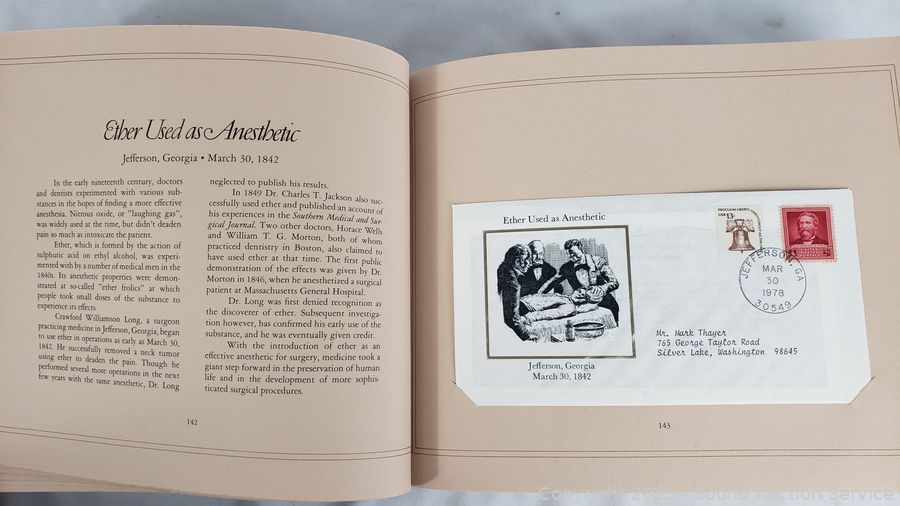 Ether Used as Anesthetic
Jefferson, Georgia • March 30, 1842
In the early nineteenth century, doctors
and dentists experimented with various sub-
stances in the hopes of finding a more effective
anesthesia. Nitrous oxide, or "laughing gas",
was widely used at the time, but didn't deaden
pain so much as intoxicate the patient.
Ether, which is formed by the action of
sulphuric acid on ethyl alcohol, was experi-
mented with by a number of medical men in the
1840s. Its anesthetic properties were demon-
strated at so-called "ether frolics" at which
people took small doses of the substance to
experience its effects.
Crawford Williamson Long, a surgeon
practicing medicine in Jefferson, Georgia, began
to use ether in operations as early as March 30,
1842. He successfully removed a neck tumor
using ether to deaden the pain. Though he
performed several more operations in the next
few years with the same anesthetic, Dr. Long
neglected to publish his results.
In 1849 Dr. Charles T. Jackson also suc-
cessfully used ether and published an account of
his experiences in the Southern Medical and Sur-
gical Journal. Two other doctors, Horace Wells
and William T. G. Morton, both of whom
practiced dentistry in Boston, also claimed to
have used ether at that time. The first public
demonstration of the effects was given by Dr.
Morton in 1846, when he anesthetized a surgical
patient at Massachusetts General Hospital.
Dr. Long was first denied recognition as
the discoverer of ether. Subsequent investiga-
tion however, has confirmed his early use of the
substance, and he was eventually given credit.
With the introduction of ether as an
effective anesthetic for surgery, medicine took a
giant step forward in the preservation of human
life and in the development of more sophis-
ticated surgical procedures.
142
Ether Used as Anesthetic
Jefferson, Georgia
March 30, 1842
PROCLAIM LIBERTY
USA 13c
JEFFERSON, GA
MAR
30
1978
30549
Mr. Mark Thayer
765 George Taylor Road
Silver Lake, Washington 98645
143
Copyright 2023 - Sound Auction Service